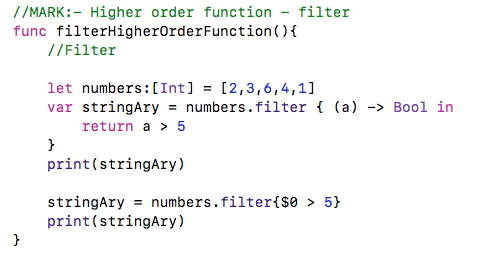 //MARK:- Higher order function - filter
func filterHigherOrderFunction(){
    //Filter
    let numbers:[Int] = [2,3,6,4,1]
    var stringAry = numbers.filter { (a) -> Bool in
        return a > 5
    }
    print(stringAry)
    stringAry = numbers.filter{$0 > 5}
    print(stringAry)
}